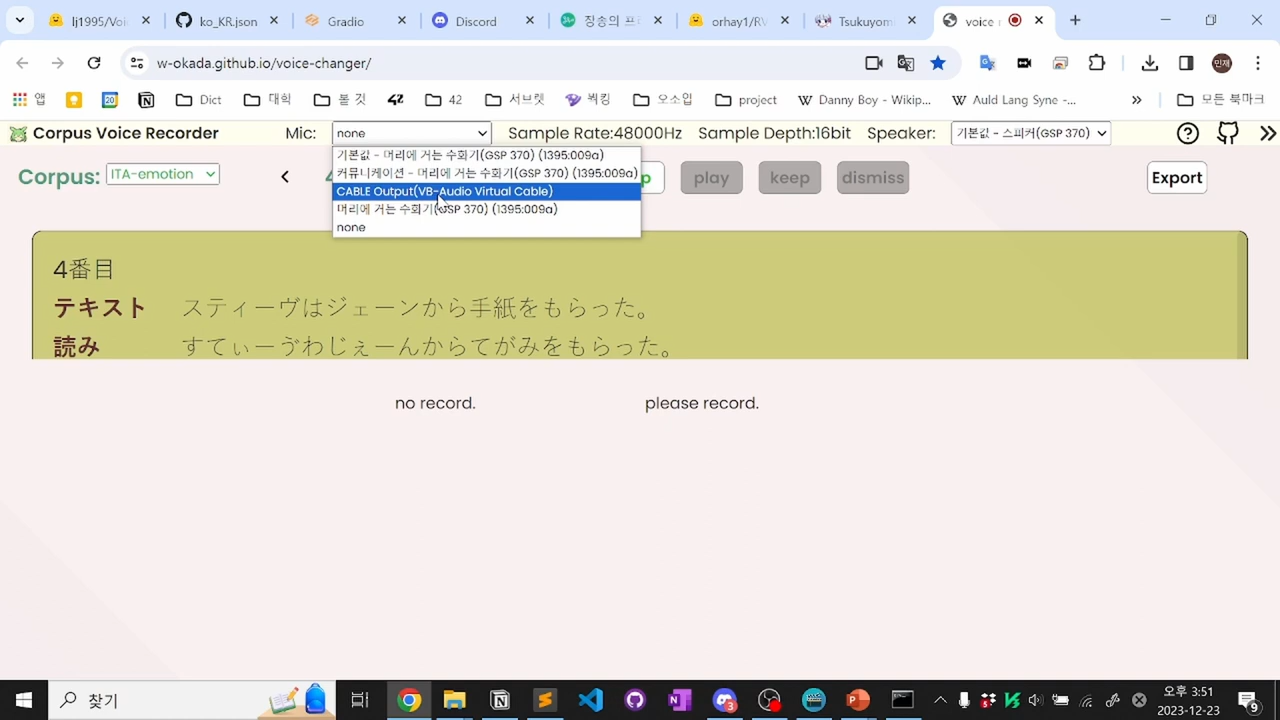 lj1995/Voi
ko_KR.json
Gradio
Discord
징송의 프
orhay1/RV
Tsukuyom
voice r
w-okada.github.io/voice-changer/
앱
Dict
대학
볼 것
42
서브렛
뷕킹
오소입
project
Danny Boy - Wikip...
Auld Lang Syne -...
모든 북마크
Corpus Voice Recorder
Mic:
none
Sample Rate:48000Hz
Sample Depth:16bit
Speaker:
기본값 - 스피커(GSP 370)
기본값 - 머리에 거는 수화기(GSP 370) (1395:009a)
커뮤니케이션 - 머리에 거는 수화기(GSP 370) (1395:009a)
CABLE Output(VB-Audio Virtual Cable)
머리에 거는 수화기(GSP 370) (1395:009a)
none
Corpus:
ITA-emotion
play
keep
dismiss
Export
4番目
テキスト スティーヴはジェーンから手紙をもらった。
読み すてぃーゔわじぇーんからてがみをもらった。
no record.
please record.
찾기
오후 3:51
2023-12-23